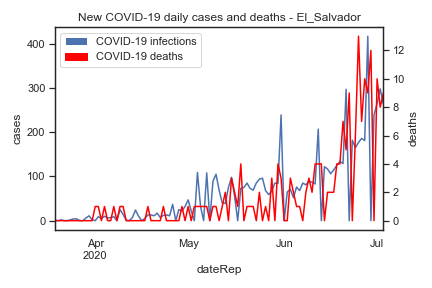 New COVID-19 daily cases and deaths - El_Salvador
COVID-19 infections
COVID-19 deaths
400
300
200
100
0
cases
12
10
8
6
4
2
0
deaths
Apr
2020
May
Jun
Jul
dateRep